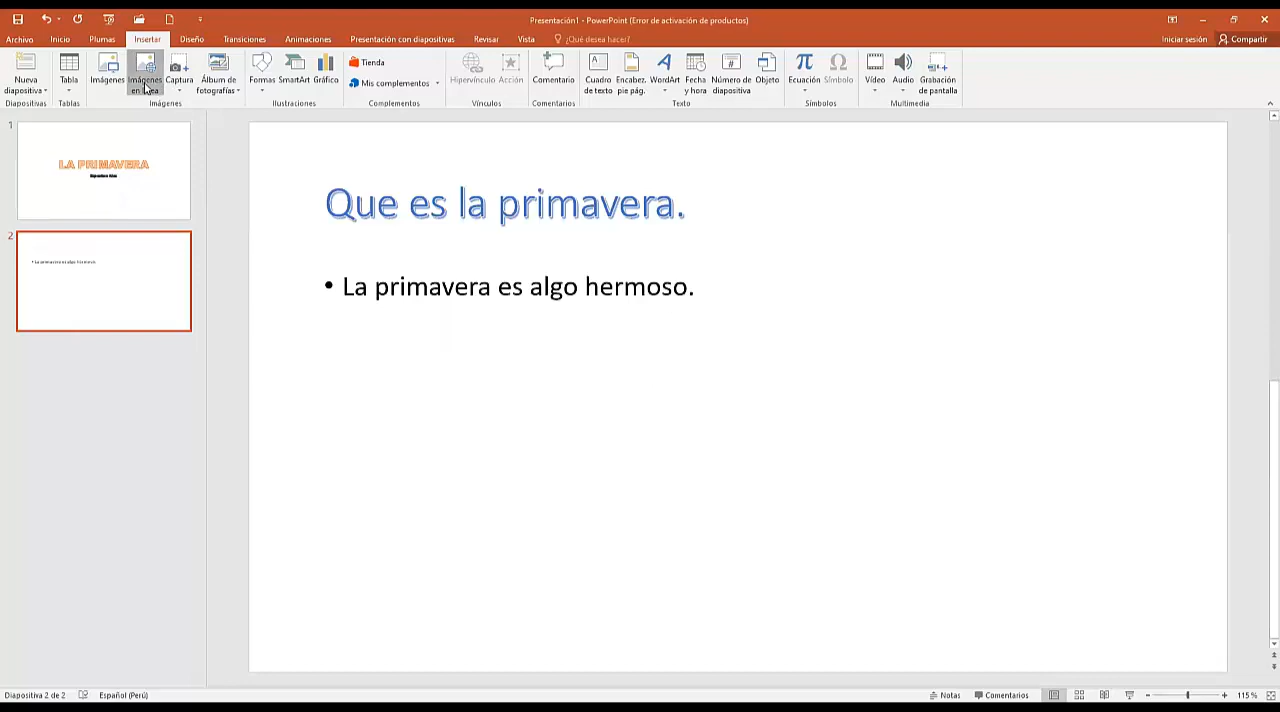 Presentación1 - PowerPoint (Error de activación de productos)
Archivo Inicio Plumas Insertar Diseño Transiciones Animaciones Presentación con diapositivas Revisar Vista ¿Qué desea hacer? Iniciar sesión Compartir
Nueva diapositiva
Diapositivas
Tabla
Tablas
Imágenes
Imágenes
Captura
Álbum de fotografías
Imágenes
Formas
SmartArt
Gráfico
Ilustraciones
Tienda
Mis complementos
Complementos
Hipervínculo
Acción
Vínculos
Comentario
Comentarios
Cuadro de texto
Encabez. pie pág.
WordArt
Fecha y hora
Número de diapositiva
Objeto
Texto
Ecuación
Símbolo
Símbolos
Vídeo
Audio
Grabación de pantalla
Multimedia
1
LA PRIMAVERA
2
• La primavera es algo hermoso.
Que es la primavera.
• La primavera es algo hermoso.
Diapositiva 2 de 2
Español (Perú)
Notas
Comentarios
115 %